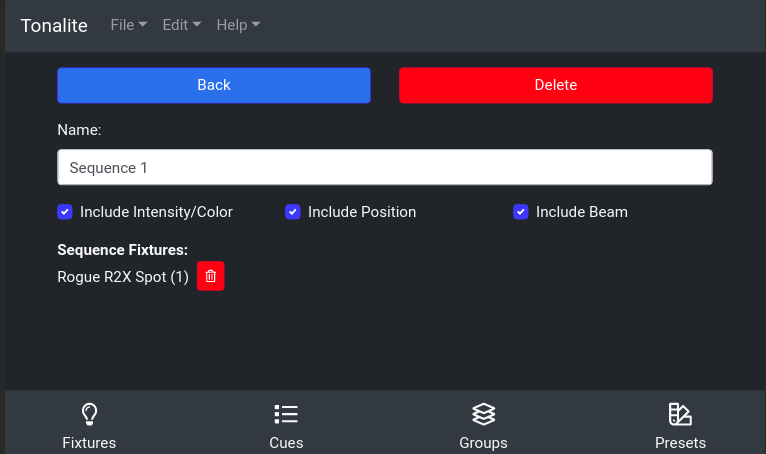 Tonalite File Edit Help
Back Delete
Name:
Sequence 1
Include Intensity/Color Include Position Include Beam
Sequence Fixtures:
Rogue R2X Spot (1)
Fixtures Cues Groups Presets